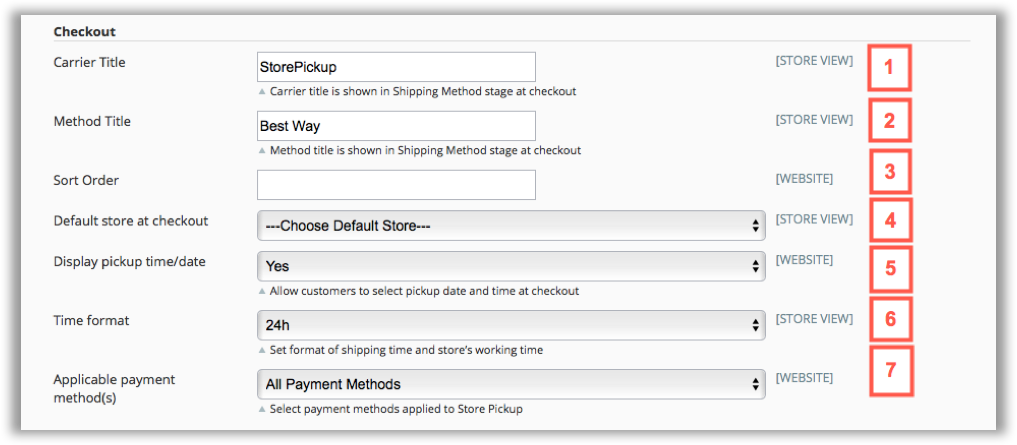 Checkout
Carrier Title StorePickup [STORE VIEW] 1
Carrier title is shown in Shipping Method stage at checkout
Method Title Best Way [STORE VIEW] 2
Method title is shown in Shipping Method stage at checkout
Sort Order [WEBSITE] 3
Default store at checkout ---Choose Default Store--- [STORE VIEW] 4
Display pickup time/date Yes [WEBSITE] 5
Allow customers to select pickup date and time at checkout
Time format 24h [STORE VIEW] 6
Set format of shipping time and store's working time
Applicable payment All Payment Methods [WEBSITE] 7
method(s)
Select payment methods applied to Store Pickup